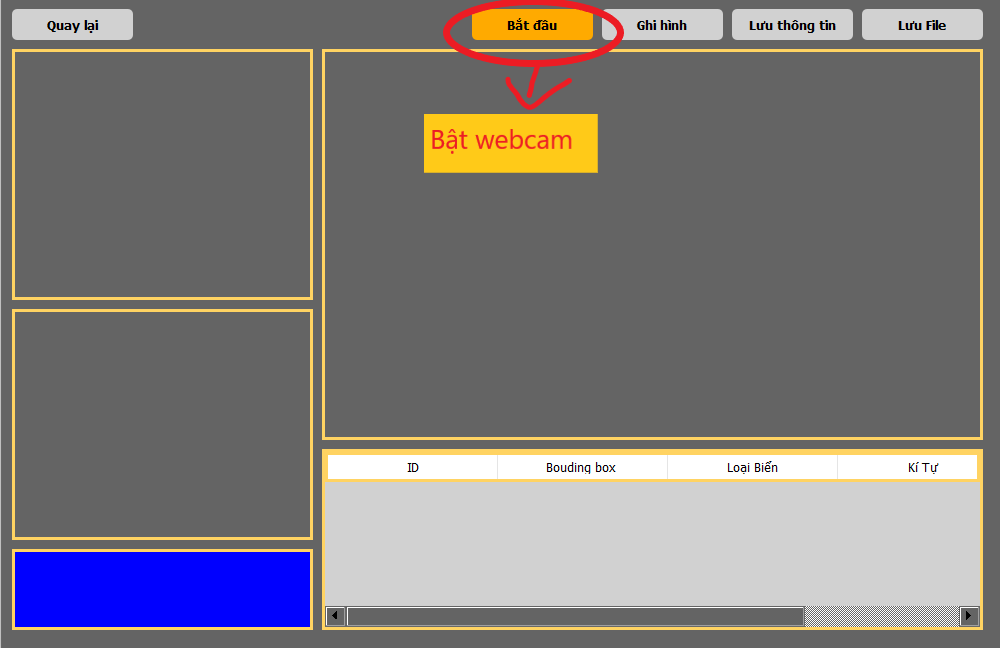 Quay lại
Bắt đầu
Ghi hình
Lưu thông tin
Lưu File
Bật webcam
ID
Bouding box
Loại Biển
Kí Tự